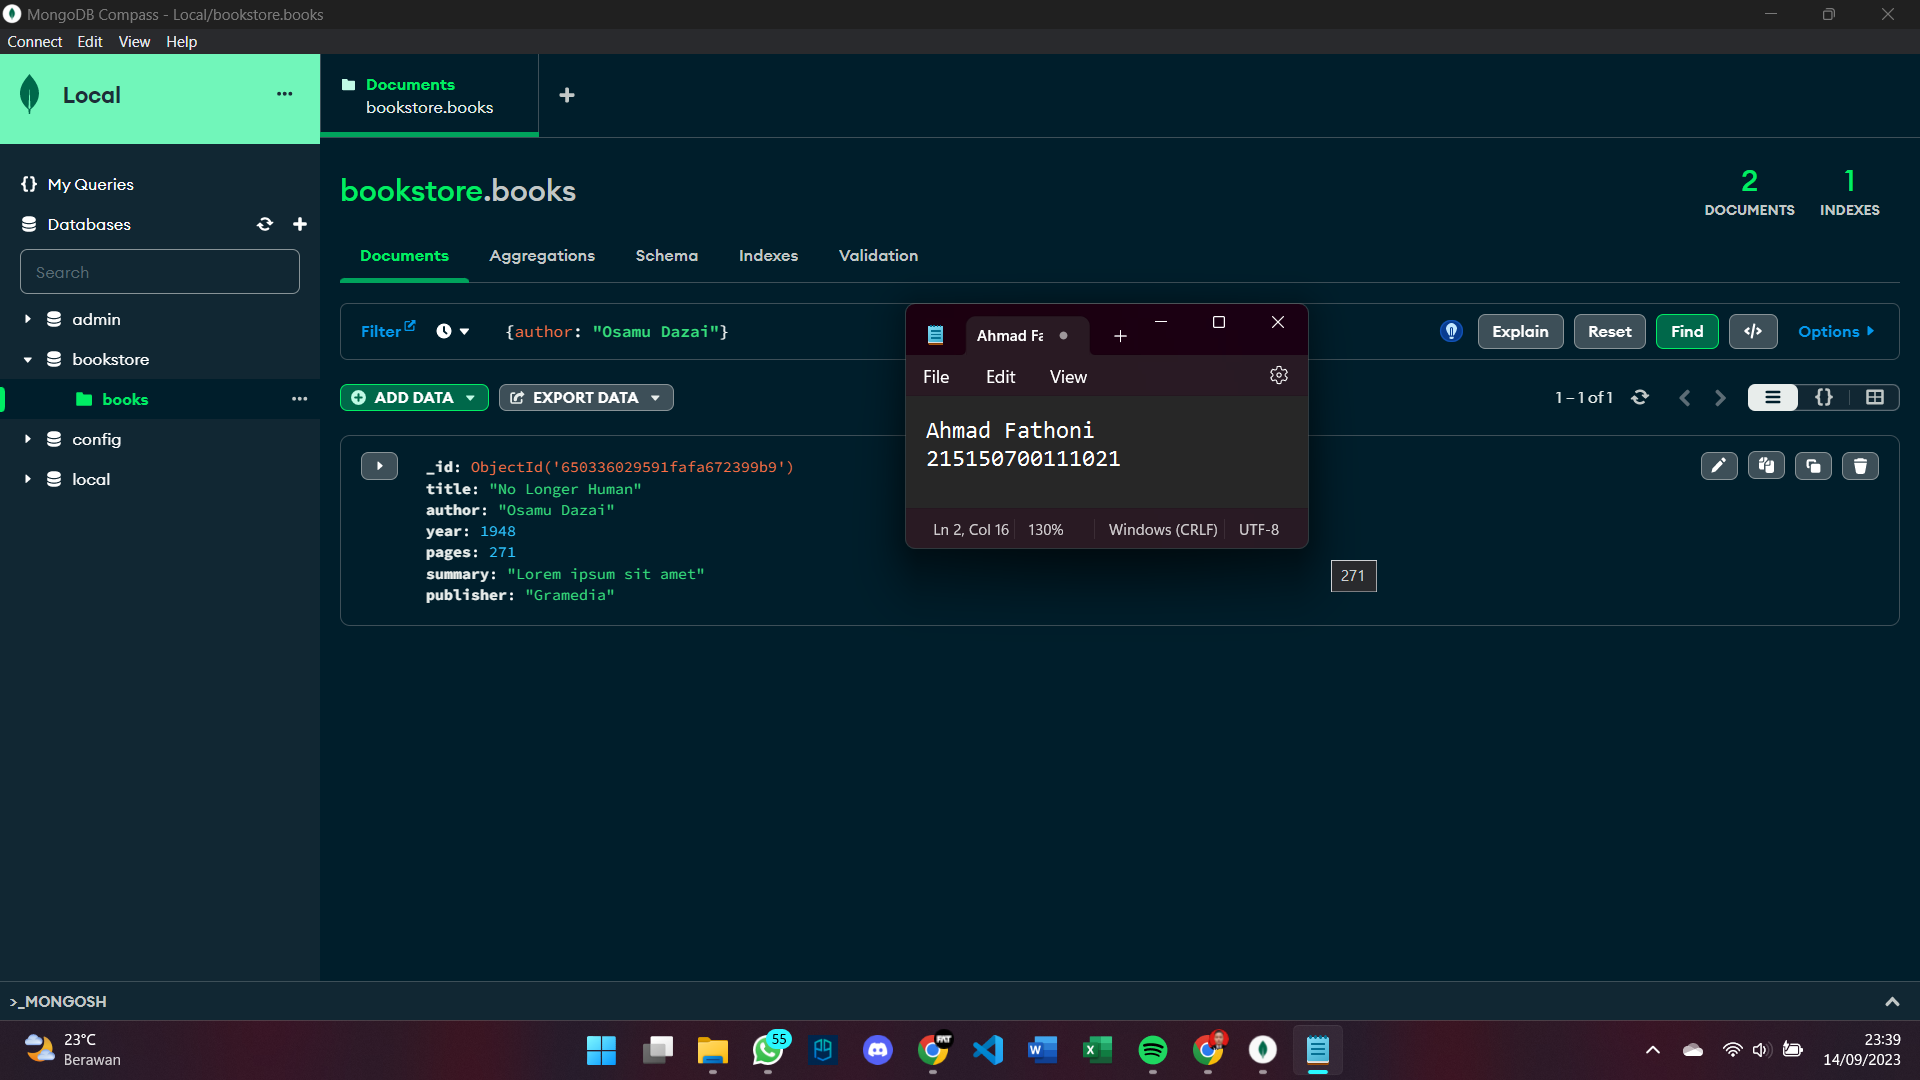 MongoDB Compass - Local/bookstore.books
Connect Edit View Help
Local
Documents
bookstore.books
My Queries
Databases
Search
admin
bookstore
books
config
local
bookstore.books
2
DOCUMENTS
1
INDEXES
Documents Aggregations Schema Indexes Validation
Filter
{author: "Osamu Dazai"}
Explain Reset Find </> Options
ADD DATA EXPORT DATA
1 – 1 of 1
{}
_id: ObjectId('650336029591fafa672399b9')
title: "No Longer Human"
author: "Osamu Dazai"
year: 1948
pages: 271
summary: "Lorem ipsum sit amet"
publisher: "Gramedia"
Ahmad Fa
File Edit View
Ahmad Fathoni
215150700111021
Ln 2, Col 16 130% Windows (CRLF) UTF-8
271
>_MONGOSH
23°C
Berawan
55
FAT
23:39
14/09/2023